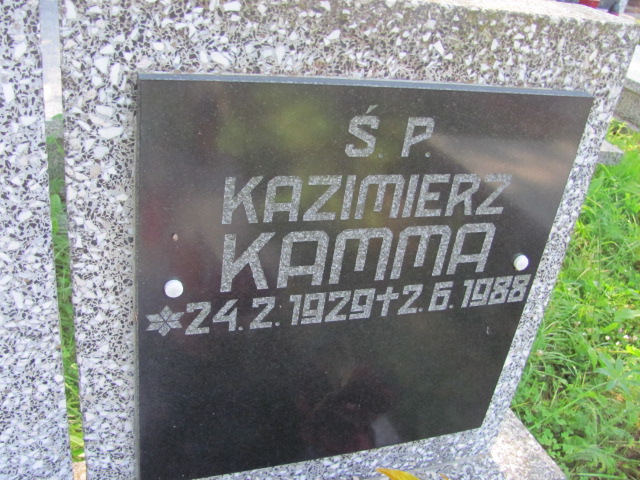 Ś. P.
KAZIMIERZ
KAMMA
*24.2.1929†2.6.1988